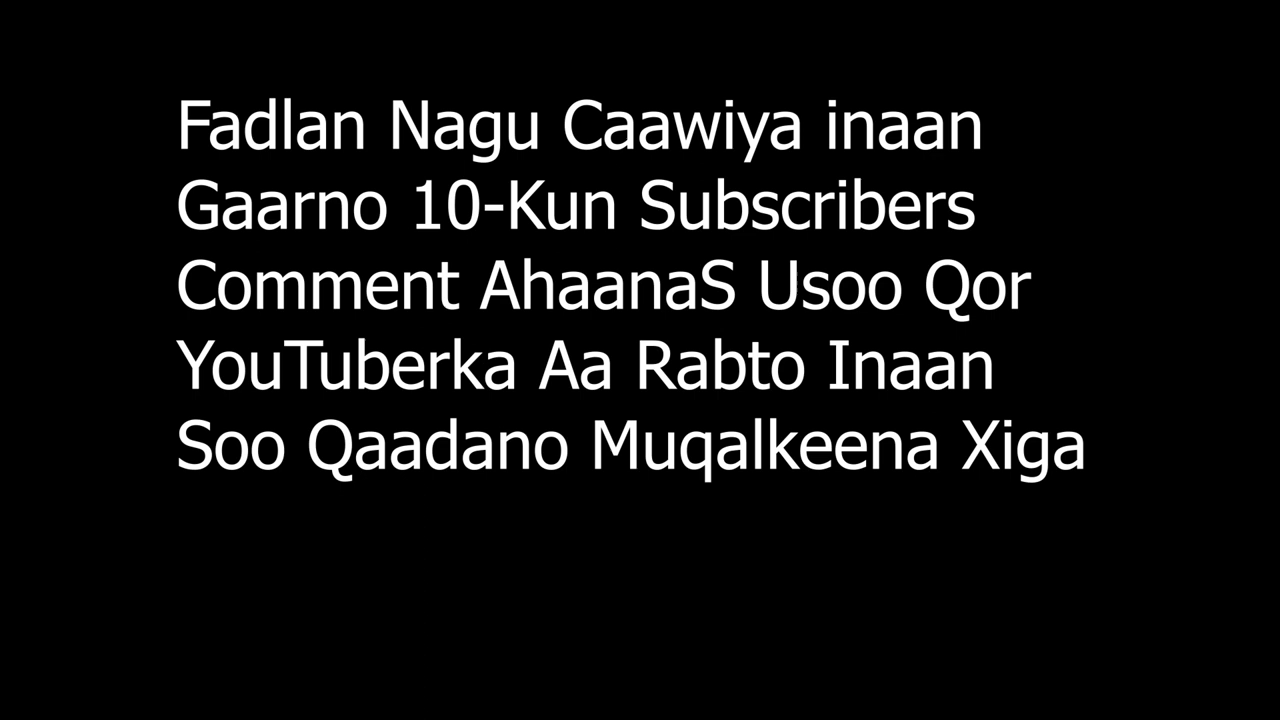 Fadlan Nagu Caawiya inaan
Gaarno 10-Kun Subscribers
Comment AhaanaS Usoo Qor
YouTuberka Aa Rabto Inaan
Soo Qaadano Muqalkeena Xiga